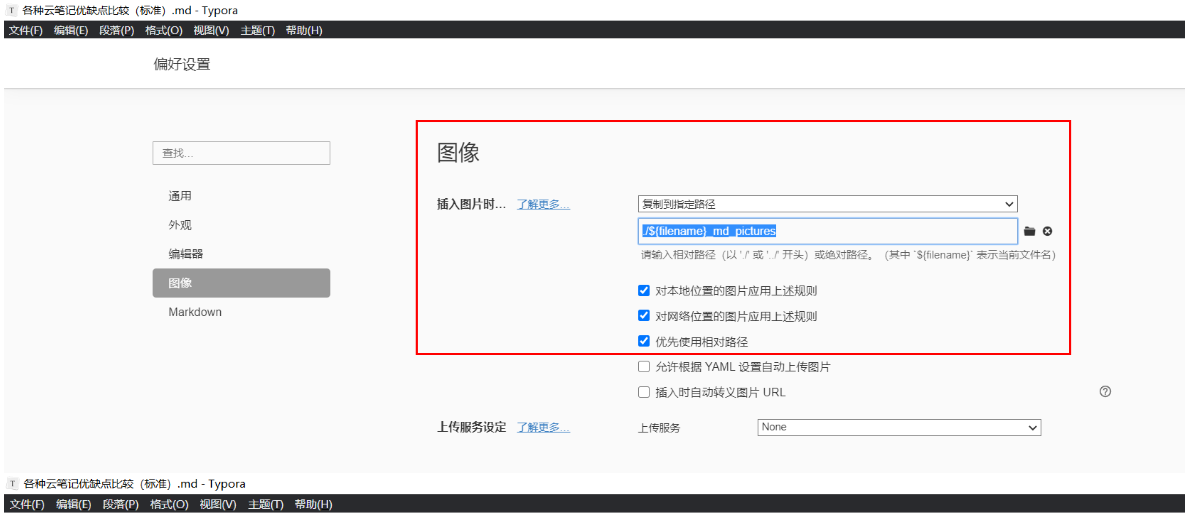 各种云笔记优缺点比较（标准）.md - Typora
文件(F) 编辑(E) 段落(P) 格式(O) 视图(V) 主题(T) 帮助(H)
偏好设置
查找...
通用
外观
编辑器
图像
Markdown
图像
插入图片时... 了解更多... 复制到指定路径
./${filename}_md_pictures
请输入相对路径（以 './' 或 '../' 开头）或绝对路径。（其中 `${filename}` 表示当前文件名）
对本地位置的图片应用上述规则
对网络位置的图片应用上述规则
优先使用相对路径
允许根据 YAML 设置自动上传图片
插入时自动转义图片 URL
上传服务设定 了解更多... 上传服务 None
各种云笔记优缺点比较（标准）.md - Typora
文件(F) 编辑(E) 段落(P) 格式(O) 视图(V) 主题(T) 帮助(H)